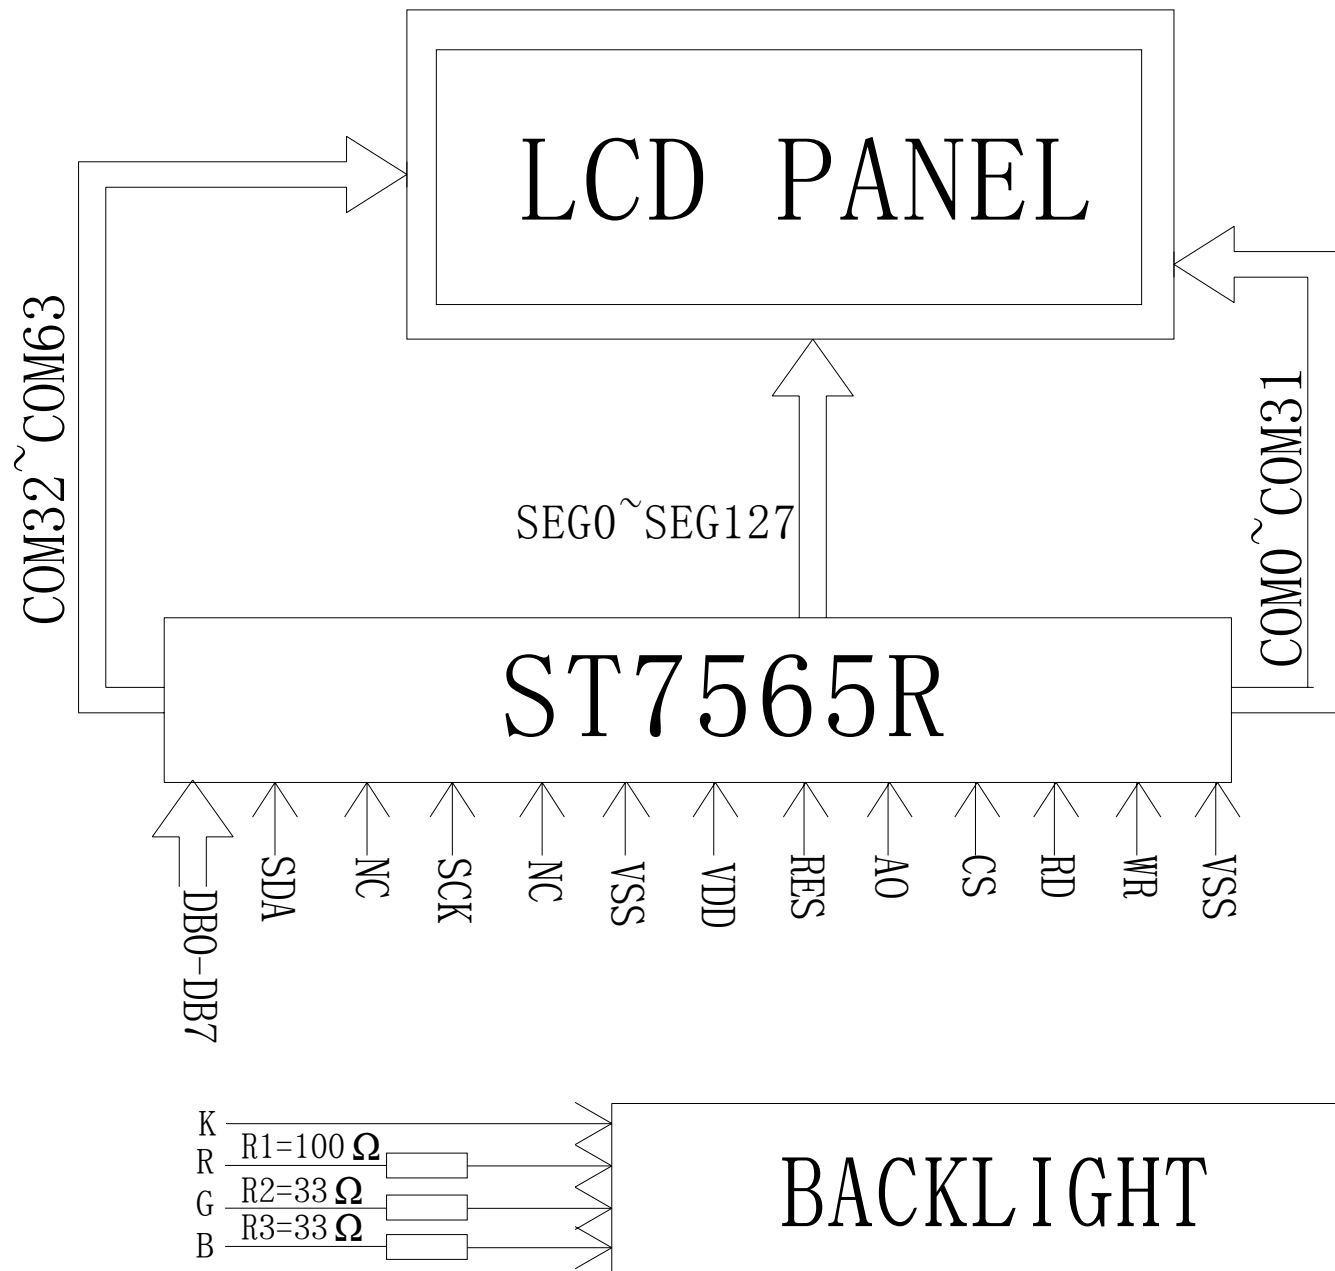 LCD PANEL
COM32~COM63
SEG0~SEG127
COM0~COM31
ST7565R
DB0-DB7
SDA
NC
SCK
NC
VSS
VDD
RES
A0
CS
RD
WR
VSS
K
R1=100Ω
R
R2=33Ω
G
R3=33Ω
B
BACKLIGHT